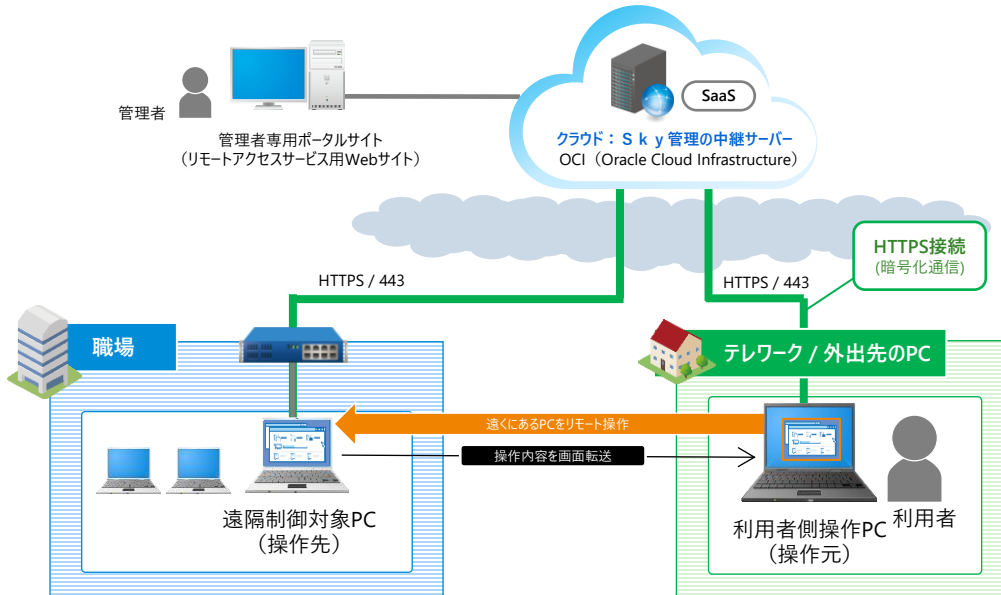 管理者
管理者専用ポータルサイト
(リモートアクセスサービス用Webサイト)
SaaS
クラウド：Ｓｋｙ管理の中継サーバー
OCI（Oracle Cloud Infrastructure）
HTTPS接続
(暗号化通信)
HTTPS / 443
HTTPS / 443
職場
テレワーク / 外出先のPC
遠くにあるPCをリモート操作
操作内容を画面転送
遠隔制御対象PC
（操作先）
利用者側操作PC
（操作元）
利用者